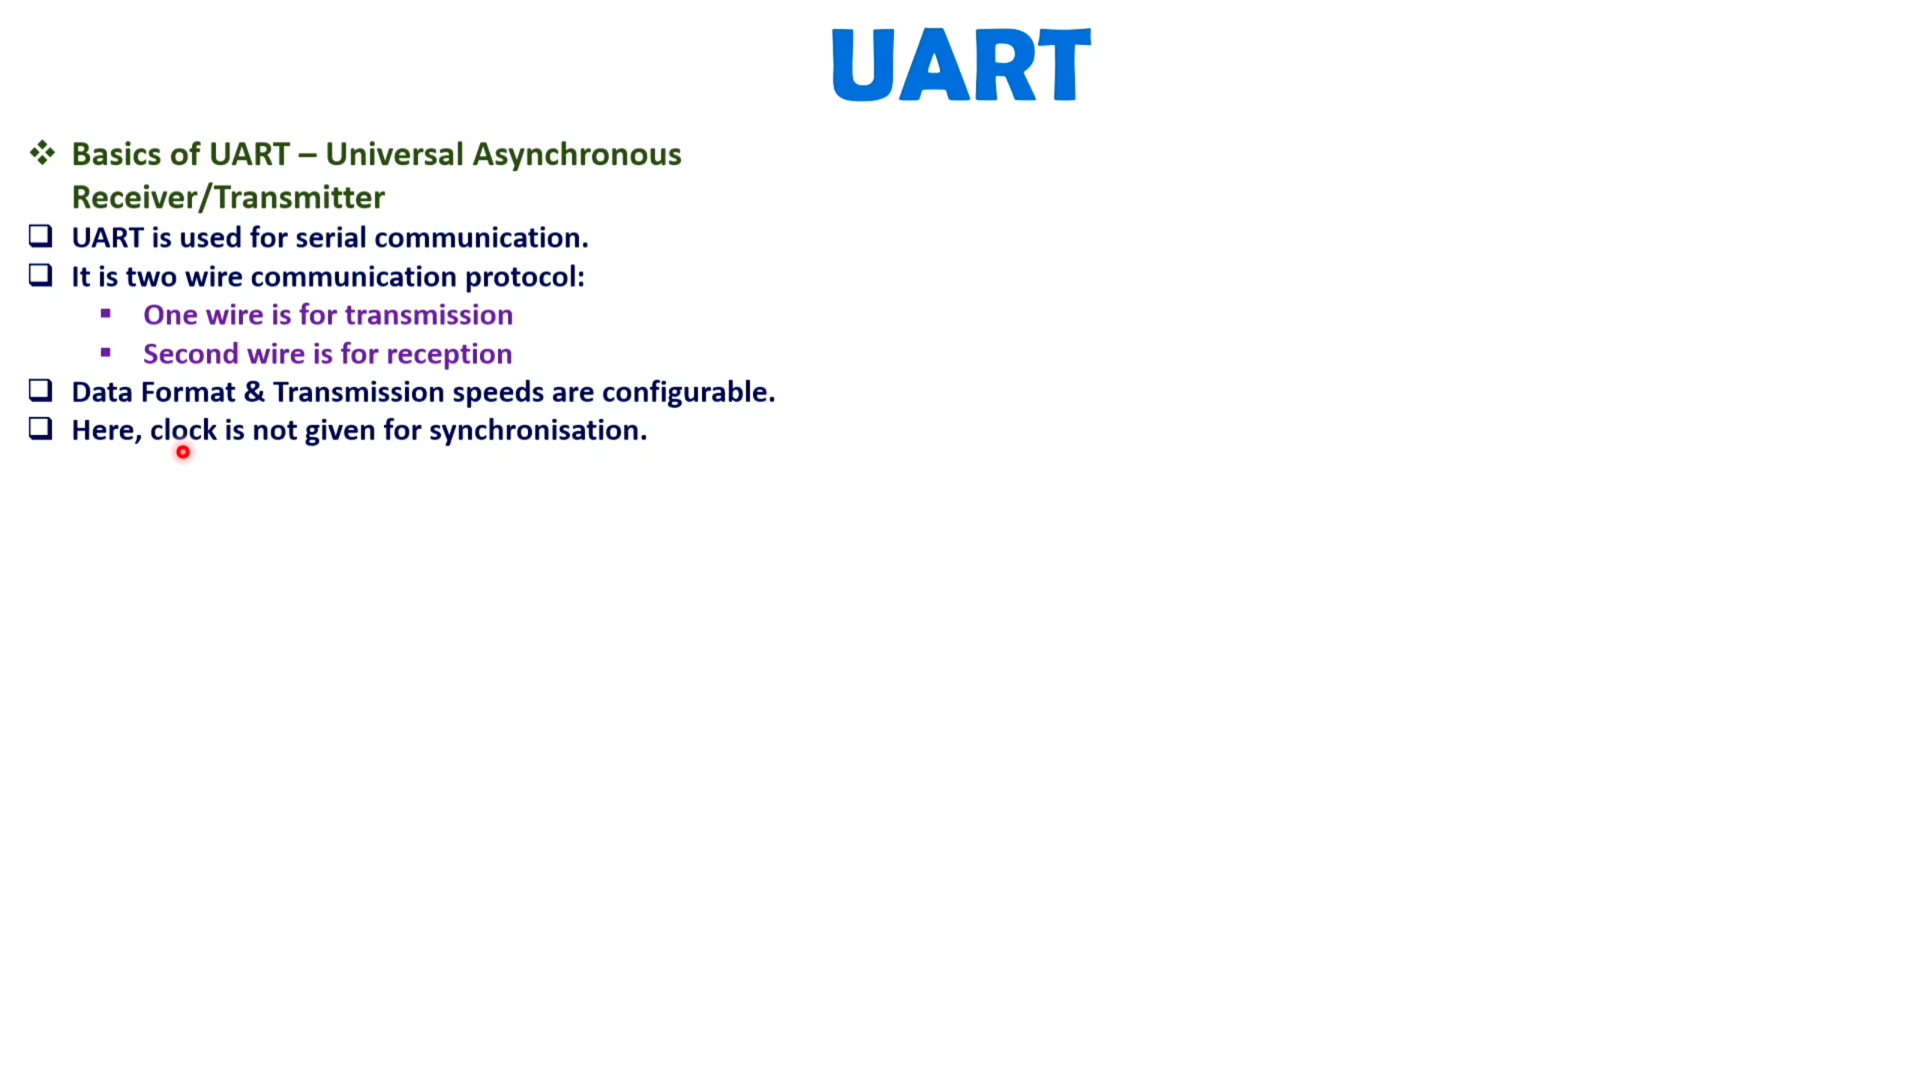 UART
Basics of UART – Universal Asynchronous
Receiver/Transmitter
UART is used for serial communication.
It is two wire communication protocol:
One wire is for transmission
Second wire is for reception
Data Format & Transmission speeds are configurable.
Here, clock is not given for synchronisation.